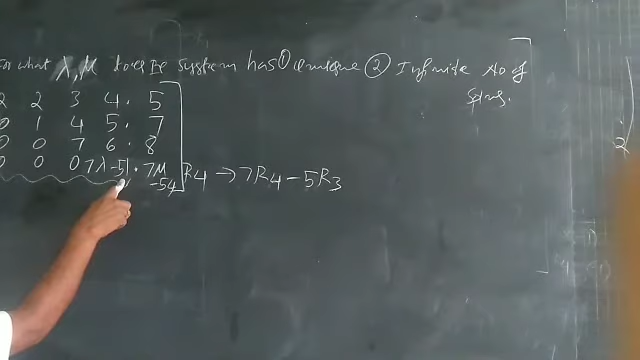 For what λ, μ does the system has ① unique ② Infinite No of
Solns.
2 2 3 4 . 5
0 1 4 5 . 7
0 0 7 6 . 8
0 0 0 7λ-51 . 7μ
-54
R4 → 7R4 - 5R3
2